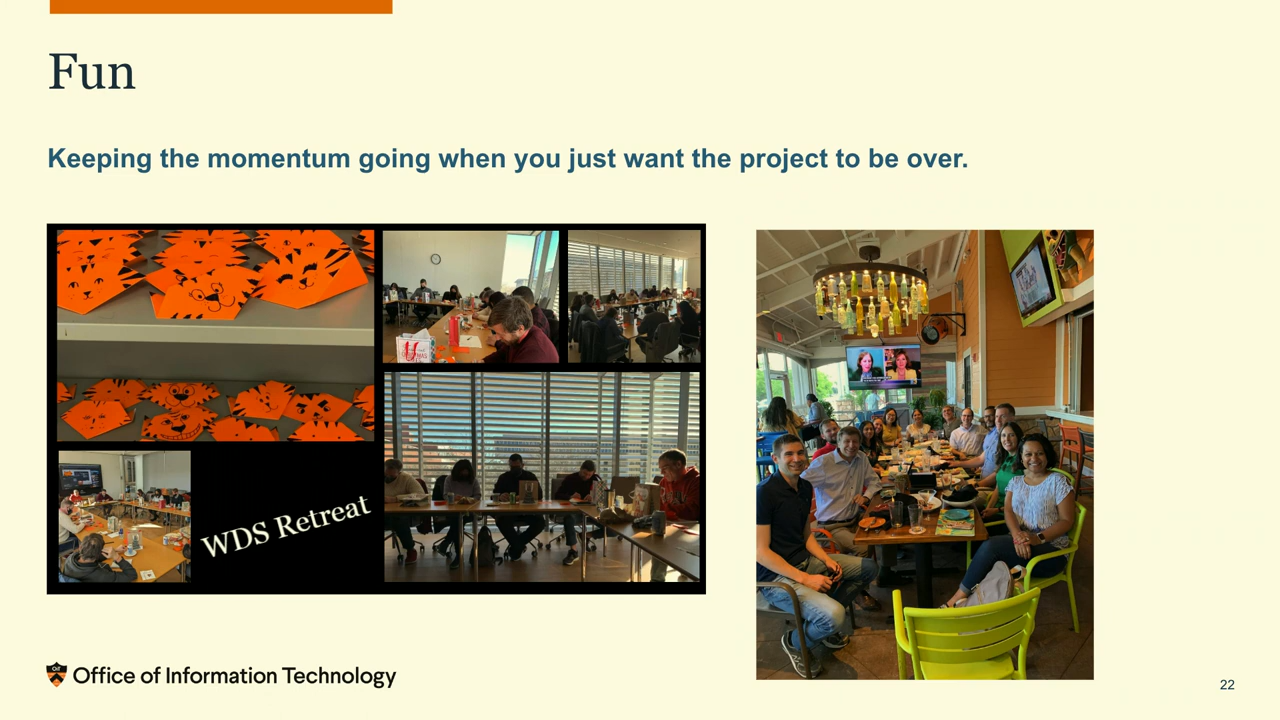 Fun
Keeping the momentum going when you just want the project to be over.
WDS Retreat
OIT
Office of Information Technology
22